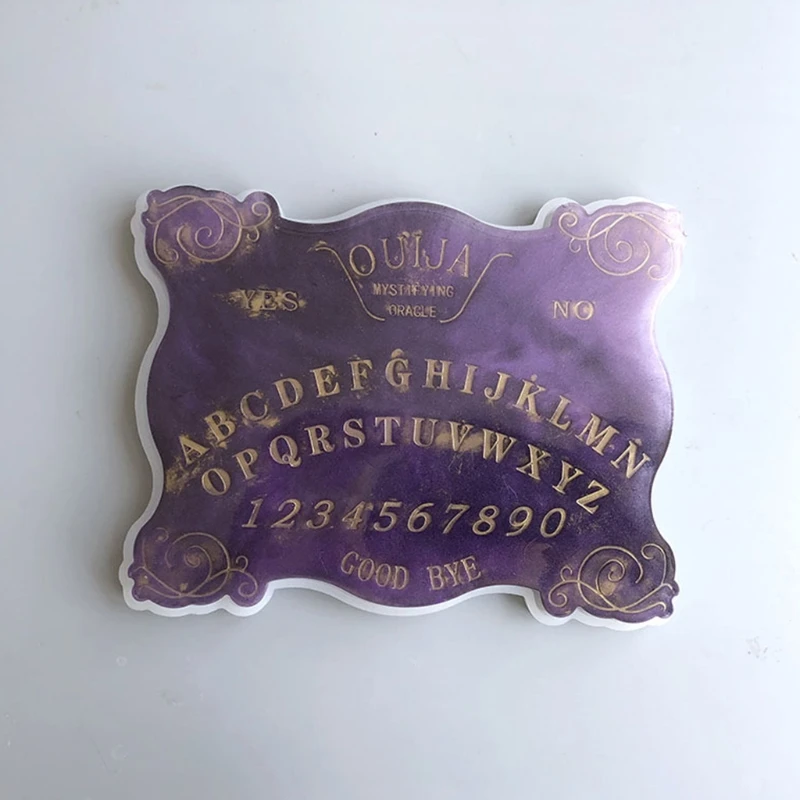 OUIJA
MYSTIFYING
ORACLE
YES
NO
ABCDEFGHIJKLMN
OPQRSTUVWXYZ
1234567890
GOOD BYE